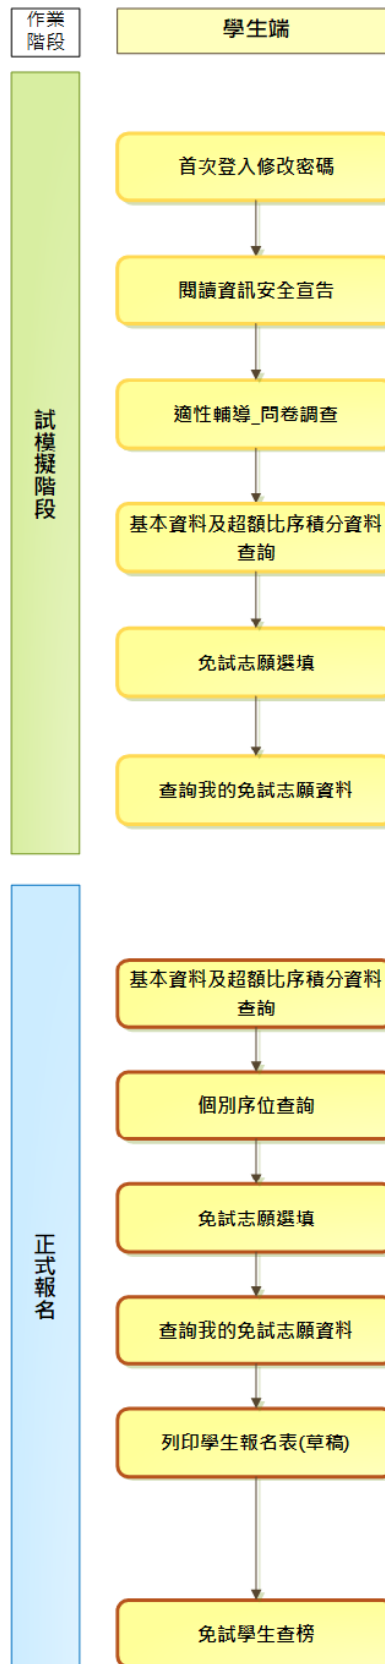 作業
階段
學生端
試模擬階段
首次登入修改密碼
閱讀資訊安全宣告
適性輔導_問卷調查
基本資料及超額比序積分資料
查詢
免試志願選填
查詢我的免試志願資料
正式報名
基本資料及超額比序積分資料
查詢
個別序位查詢
免試志願選填
查詢我的免試志願資料
列印學生報名表(草稿)
免試學生查榜